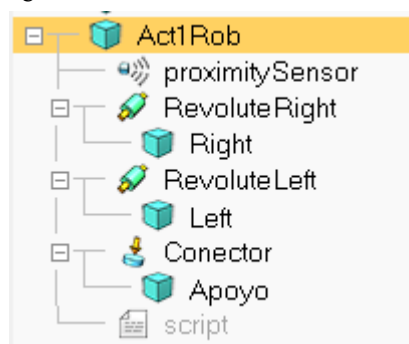 Act1Rob
proximitySensor
RevoluteRight
Right
RevoluteLeft
Left
Conector
Apoyo
script